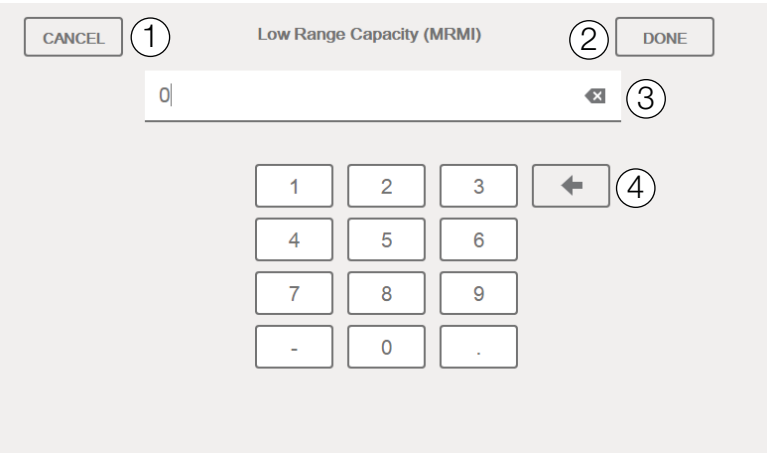 CANCEL 1 Low Range Capacity (MRMI) 2 DONE
0 3
1 2 3 4
4 5 6
7 8 9
- 0 .